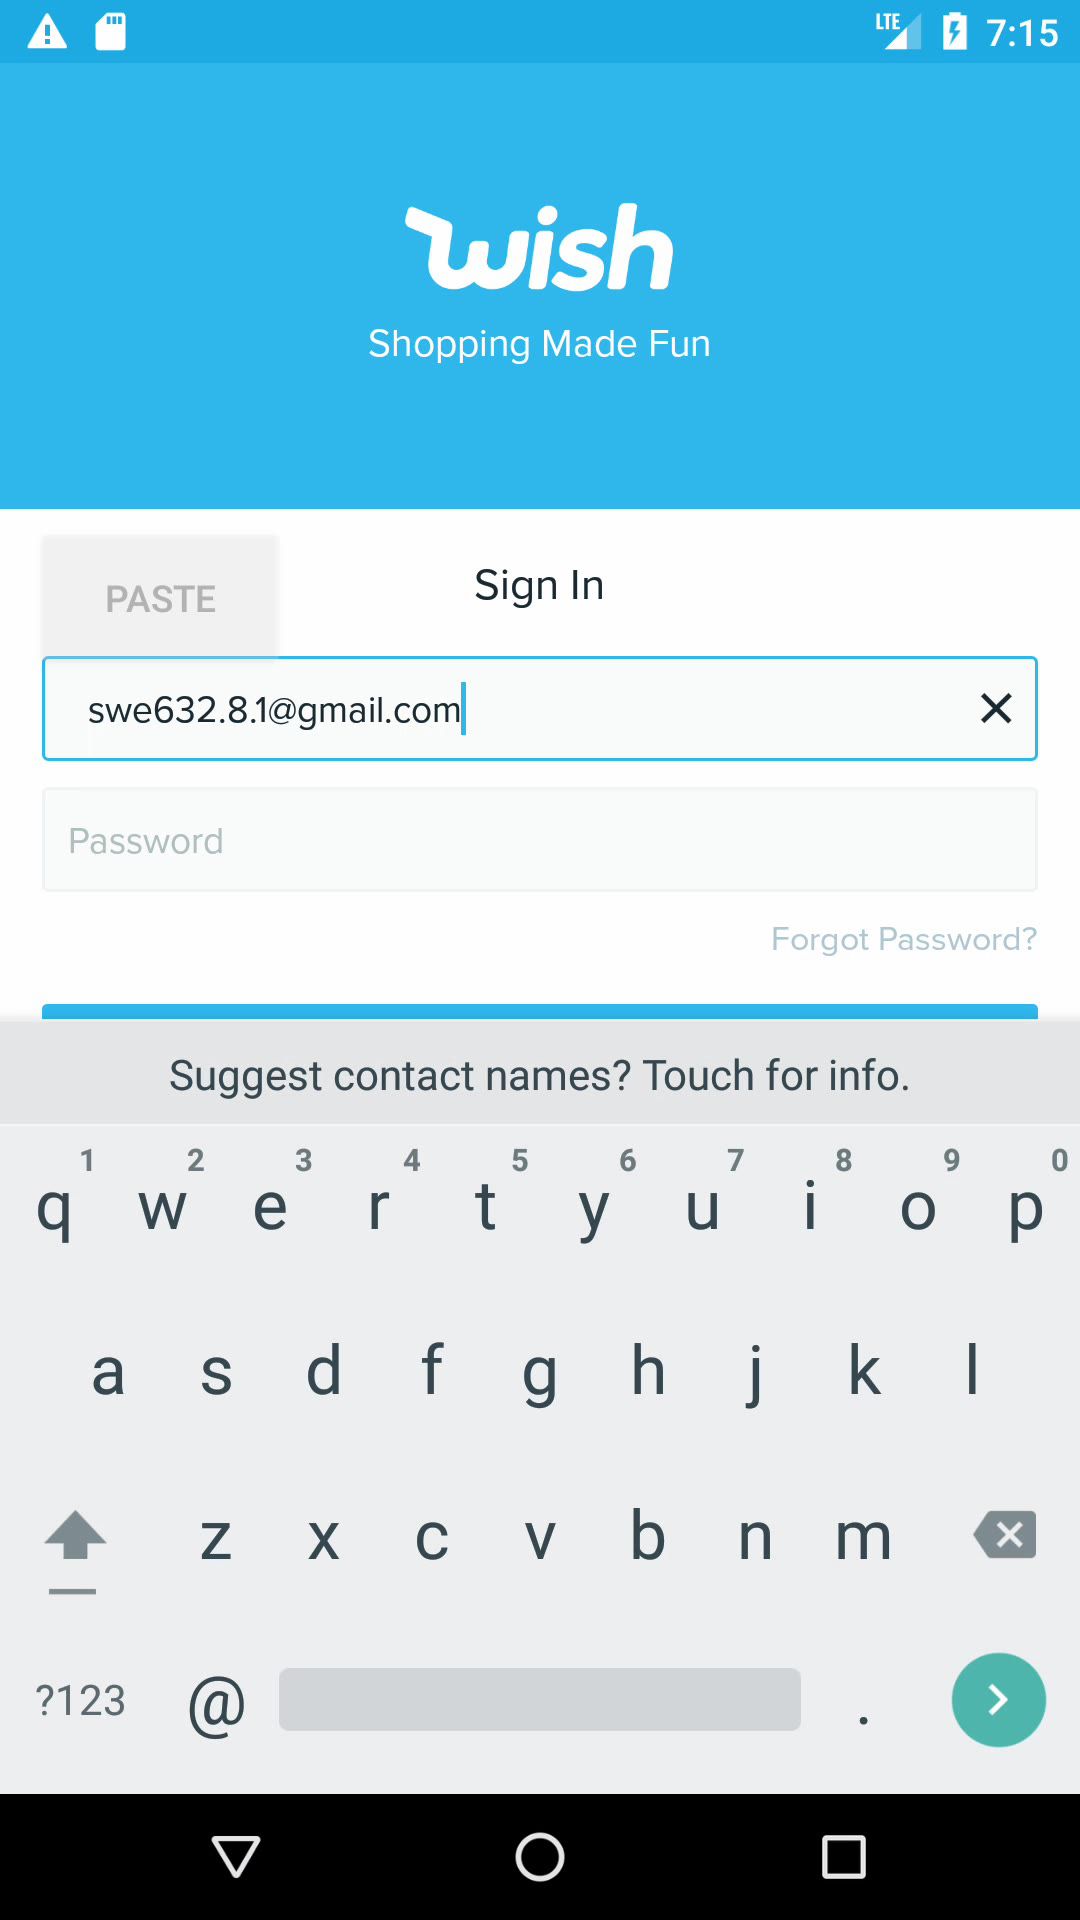 LTE 7:15
wish
Shopping Made Fun
PASTE
Sign In
swe632.8.1@gmail.com
Password
Forgot Password?
Suggest contact names? Touch for info.
1 2 3 4 5 6 7 8 9 0
q w e r t y u i o p
a s d f g h j k l
z x c v b n m
?123 @ .